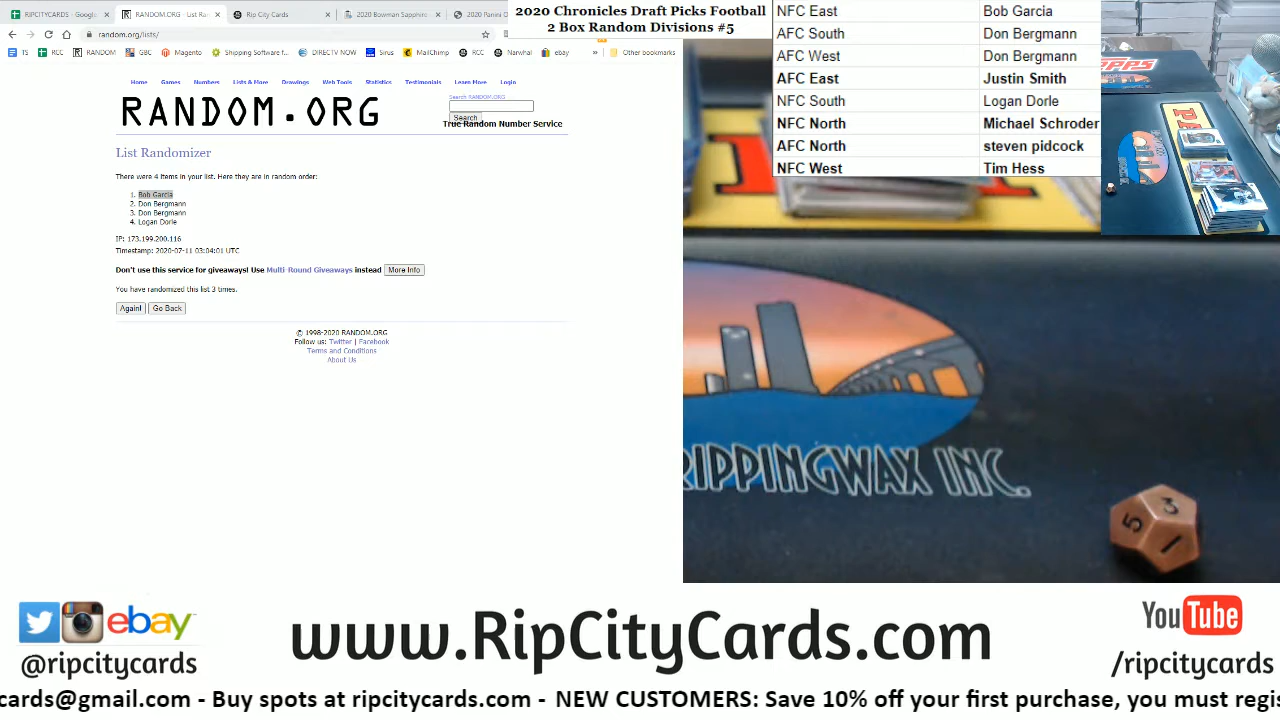 RIPCITYCARDS - Google
RANDOM.ORG - List Ra
Rip City Cards
2020 Bowman Sapphire
2020 Panini
random.org/lists/
TS
RCC
RANDOM
GBC
Magento
Shipping Software f...
DIRECTV NOW
Sirus
MailChimp
RCC
Narwhal
ebay
»
Other bookmarks
2020 Chronicles Draft Picks Football
2 Box Random Divisions #5
NFC East Bob Garcia
AFC South Don Bergmann
AFC West Don Bergmann
AFC East Justin Smith
NFC South Logan Dorle
NFC North Michael Schroder
AFC North steven pidcock
NFC West Tim Hess
Home Games Numbers Lists & More Drawings Web Tools Statistics Testimonials Learn More Login
RANDOM.ORG
Search RANDOM.ORG
Search
True Random Number Service
List Randomizer
There were 4 items in your list. Here they are in random order:
1. Bob Garcia
2. Don Bergmann
3. Don Bergmann
4. Logan Dorle
IP: 173.199.200.116
Timestamp: 2020-07-11 03:04:01 UTC
Don't use this service for giveaways! Use Multi-Round Giveaways instead More Info
You have randomized this list 3 times.
Again! Go Back
© 1998-2020 RANDOM.ORG
Follow us: Twitter | Facebook
Terms and Conditions
About Us
RIPPINGWAX INC.
5 3 1
ebay
@ripcitycards
www.RipCityCards.com
YouTube
/ripcitycards
cards@gmail.com - Buy spots at ripcitycards.com - NEW CUSTOMERS: Save 10% off your first purchase, you must regis